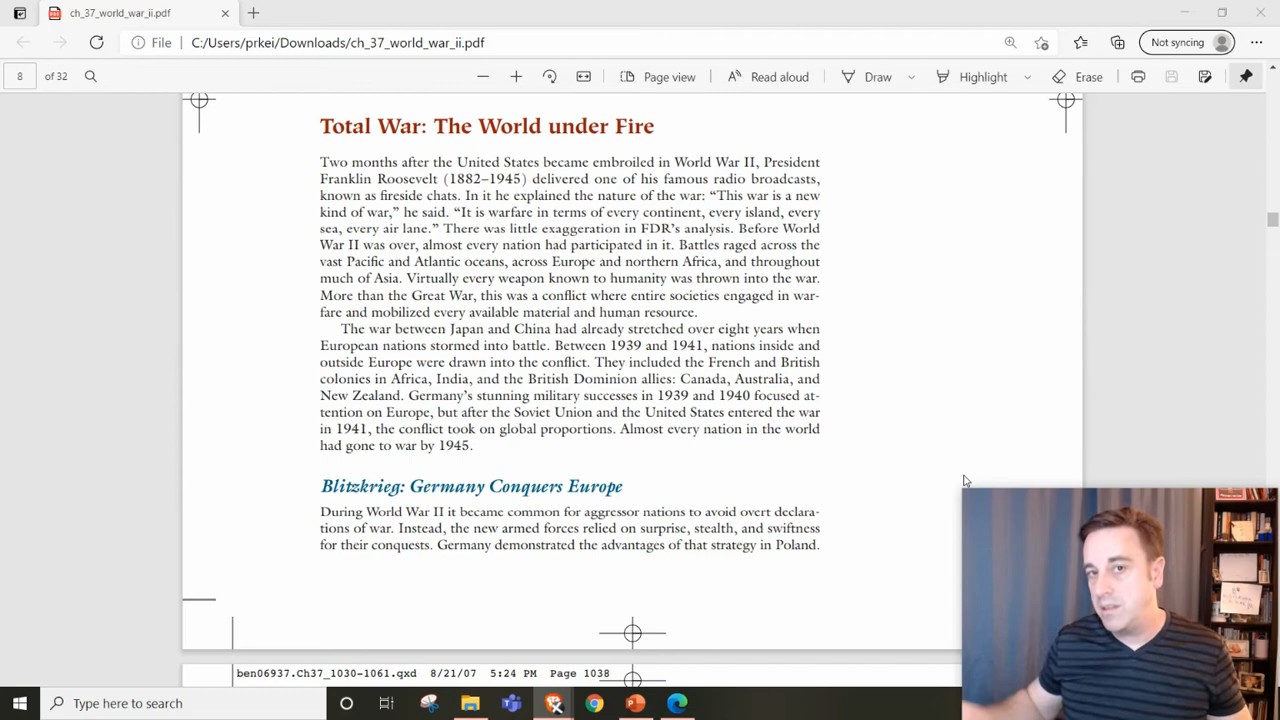 ch_37_world_war_ii.pdf
File
C:/Users/prkei/Downloads/ch_37_world_war_ii.pdf
Not syncing
8
of 32
Page view
Read aloud
Draw
Highlight
Erase
Total War: The World under Fire
Two months after the United States became embroiled in World War II, President
Franklin Roosevelt (1882–1945) delivered one of his famous radio broadcasts,
known as fireside chats. In it he explained the nature of the war: “This war is a new
kind of war,” he said. “It is warfare in terms of every continent, every island, every
sea, every air lane.” There was little exaggeration in FDR’s analysis. Before World
War II was over, almost every nation had participated in it. Battles raged across the
vast Pacific and Atlantic oceans, across Europe and northern Africa, and throughout
much of Asia. Virtually every weapon known to humanity was thrown into the war.
More than the Great War, this was a conflict where entire societies engaged in war-
fare and mobilized every available material and human resource.
The war between Japan and China had already stretched over eight years when
European nations stormed into battle. Between 1939 and 1941, nations inside and
outside Europe were drawn into the conflict. They included the French and British
colonies in Africa, India, and the British Dominion allies: Canada, Australia, and
New Zealand. Germany’s stunning military successes in 1939 and 1940 focused at-
tention on Europe, but after the Soviet Union and the United States entered the war
in 1941, the conflict took on global proportions. Almost every nation in the world
had gone to war by 1945.
Blitzkrieg: Germany Conquers Europe
During World War II it became common for aggressor nations to avoid overt declara-
tions of war. Instead, the new armed forces relied on surprise, stealth, and swiftness
for their conquests. Germany demonstrated the advantages of that strategy in Poland.
ben06937.Ch37_1030-1061.qxd 8/21/07 5:24 PM Page 1038
Type here to search